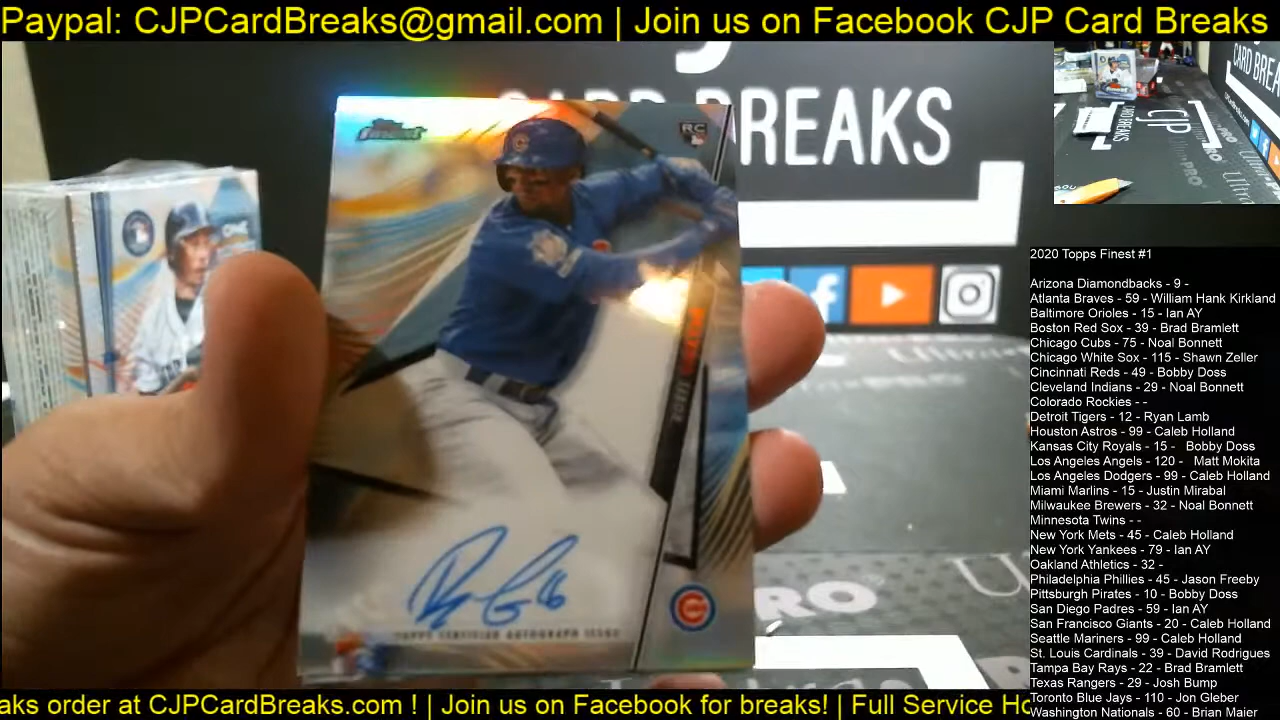 Paypal: CJPCardBreaks@gmail.com | Join us on Facebook CJP Card Breaks
CARD BREAKS
Finest
RC
TOPPS CERTIFIED AUTOGRAPH ISSUE
PRO
2020 Topps Finest #1
Arizona Diamondbacks - 9 -
Atlanta Braves - 59 - William Hank Kirkland
Baltimore Orioles - 15 - Ian AY
Boston Red Sox - 39 - Brad Bramlett
Chicago Cubs - 75 - Noal Bonnett
Chicago White Sox - 115 - Shawn Zeller
Cincinnati Reds - 49 - Bobby Doss
Cleveland Indians - 29 - Noal Bonnett
Colorado Rockies - -
Detroit Tigers - 12 - Ryan Lamb
Houston Astros - 99 - Caleb Holland
Kansas City Royals - 15 - Bobby Doss
Los Angeles Angels - 120 - Matt Mokita
Los Angeles Dodgers - 99 - Caleb Holland
Miami Marlins - 15 - Justin Mirabal
Milwaukee Brewers - 32 - Noal Bonnett
Minnesota Twins - -
New York Mets - 45 - Caleb Holland
New York Yankees - 79 - Ian AY
Oakland Athletics - 32 -
Philadelphia Phillies - 45 - Jason Freeby
Pittsburgh Pirates - 10 - Bobby Doss
San Diego Padres - 59 - Ian AY
San Francisco Giants - 20 - Caleb Holland
Seattle Mariners - 99 - Caleb Holland
St. Louis Cardinals - 39 - David Rodrigues
Tampa Bay Rays - 22 - Brad Bramlett
Texas Rangers - 29 - Josh Bump
Toronto Blue Jays - 110 - Jon Gleber
Washington Nationals - 60 - Brian Maier
aks order at CJPCardBreaks.com ! | Join us on Facebook for breaks! | Full Service Ho